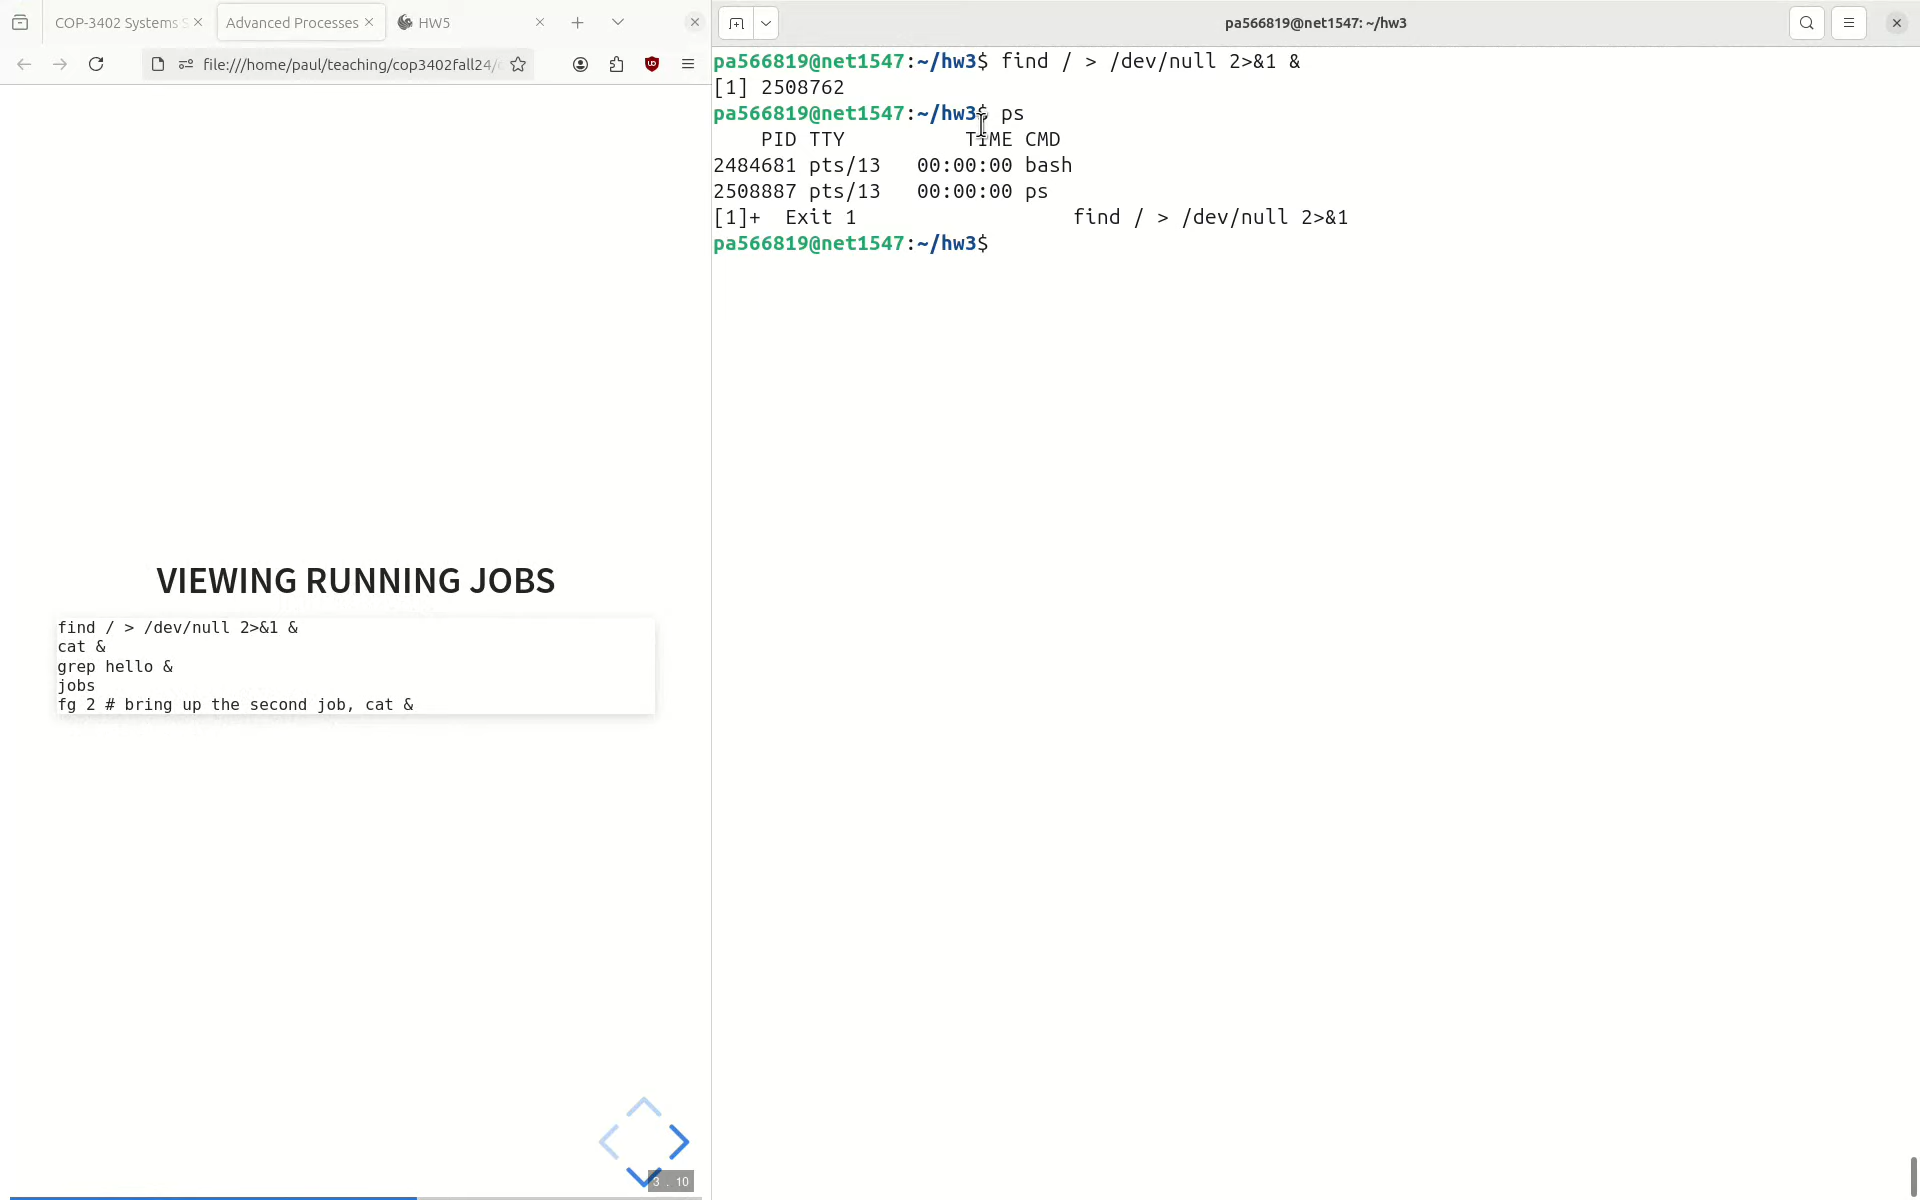 COP-3402 Systems S
Advanced Processes
HW5
file:///home/paul/teaching/cop3402fall24/
VIEWING RUNNING JOBS
find / > /dev/null 2>&1 &
cat &
grep hello &
jobs
fg 2 # bring up the second job, cat &
3 . 10
pa566819@net1547: ~/hw3
pa566819@net1547:~/hw3$ find / > /dev/null 2>&1 &
[1] 2508762
pa566819@net1547:~/hw3$ ps
    PID TTY          TIME CMD
2484681 pts/13   00:00:00 bash
2508887 pts/13   00:00:00 ps
[1]+  Exit 1                  find / > /dev/null 2>&1
pa566819@net1547:~/hw3$